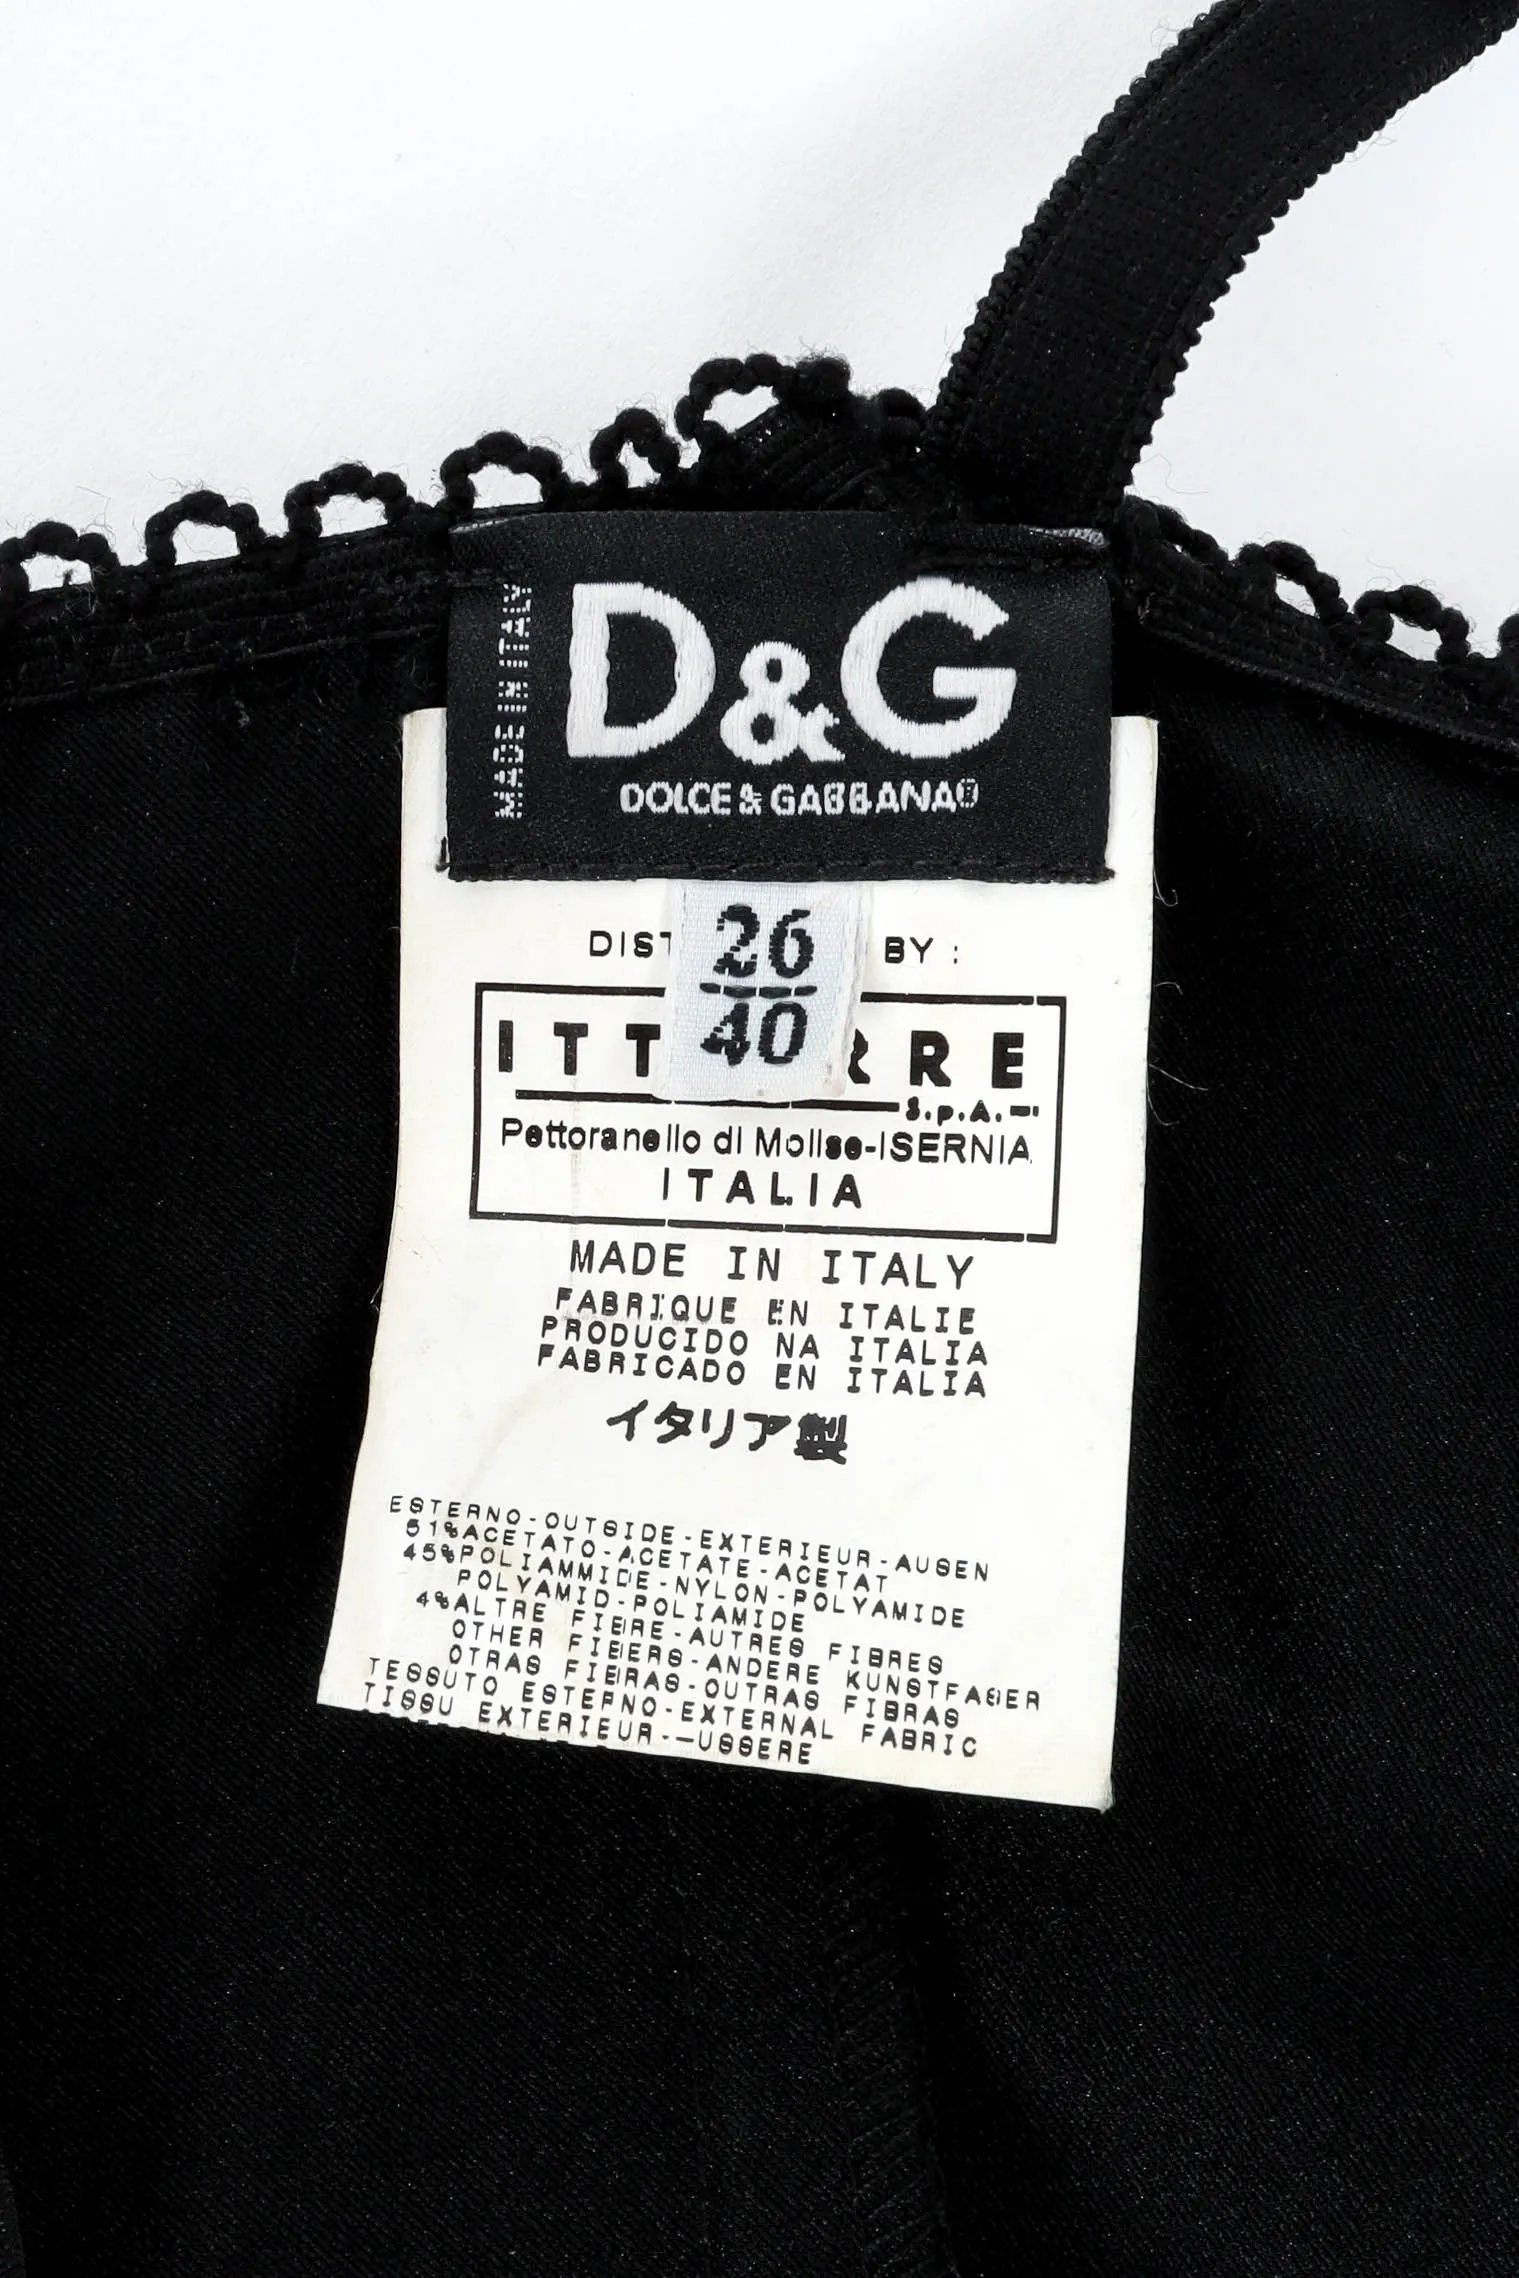 MADE IN ITALY
D&G
DOLCE & GABBANA®
26
40
BY :
S.p.A.
Pettoranello di Molise-ISERNIA
ITALIA
MADE IN ITALY
FABRIQUE EN ITALIE
PRODUCIDO NA ITALIA
FABRICADO EN ITALIA
イタリア製
ESTERNO-OUTSIDE-EXTERIEUR-AUSEN
51%ACETATO-ACETATE-ACETAT
45%POLIAMMIDE-NYLON-POLYAMIDE
POLYAMID-POLIAMIDE
4%ALTRE FIBRE-AUTRES FIBRES
OTHER FIBERS-ANDERE KUNSTFASER
OTRAS FIBRAS-OUTRAS FIBRAS
TESSUTO ESTERNO-EXTERNAL FABRIC
TISSU EXTERIEUR--USSERE